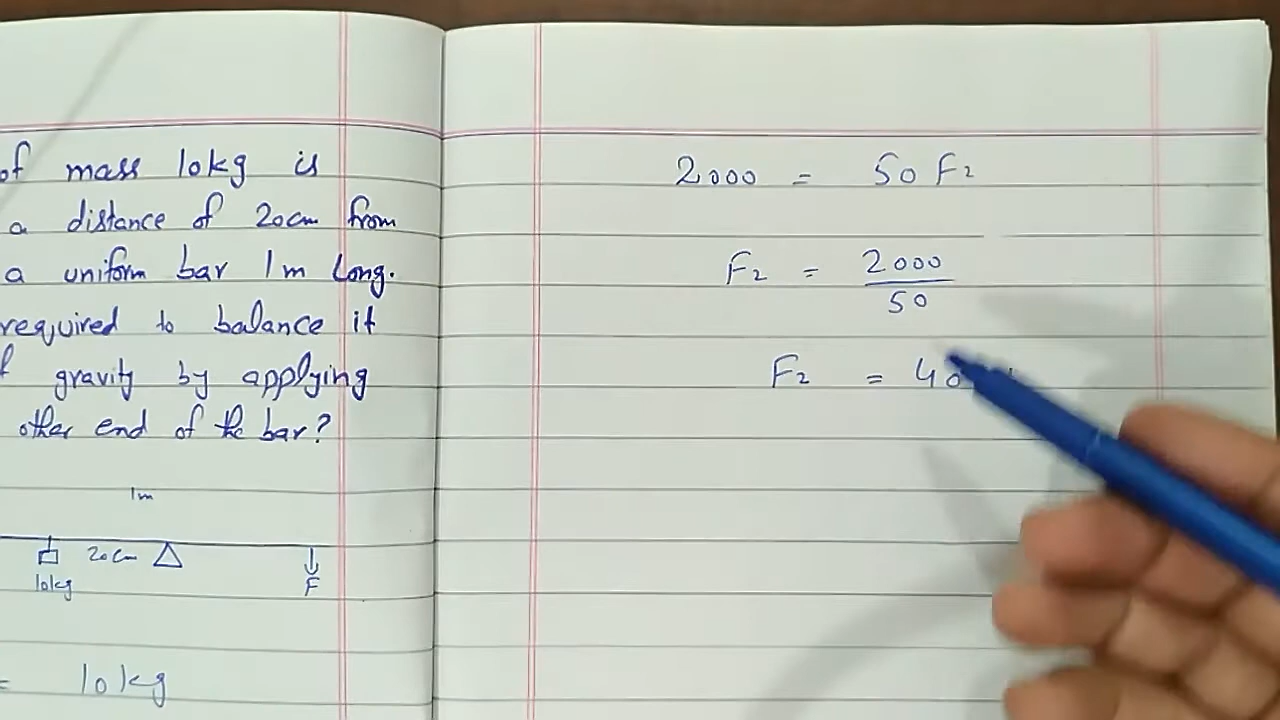 of mass 10kg is
a distance of 20cm from
a uniform bar 1m long.
required to balance it
gravity by applying
other end of the bar?
1m
20cm
10kg
F
= 10kg
2000 = 50 F2
F2 = 2000
50
F2 = 40